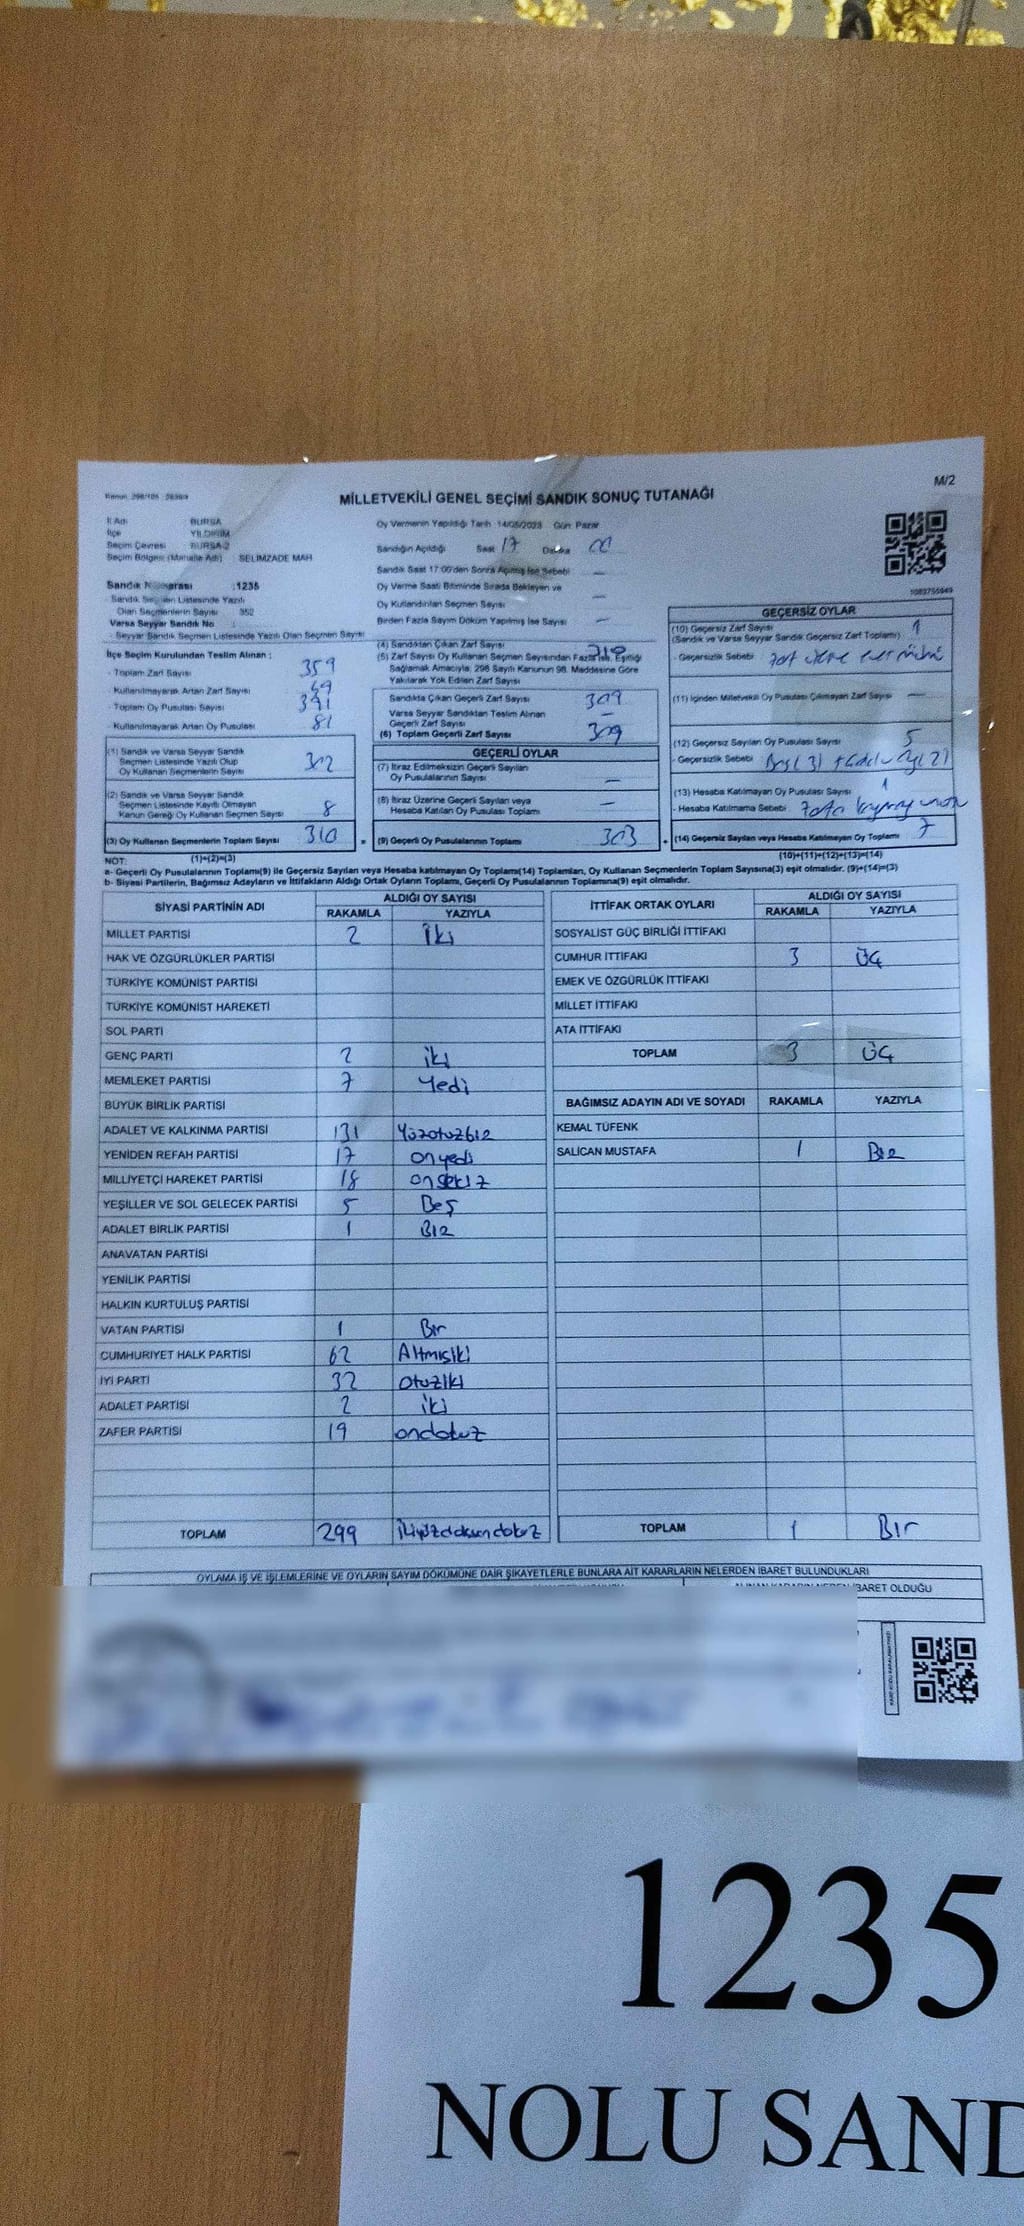 M/2
MİLLETVEKİLİ GENEL SEÇİMİ SANDIK SONUÇ TUTANAĞI
İl Adı BURSA
İlçe YILDIRIM
Seçim Çevresi BURSA-2
Seçim Bölgesi (Mahalle Adı) SELİMZADE MAH
Sandık Numarası :1235
Sandık Seçmen Listesinde Yazılı
Olan Seçmenlerin Sayısı 352
Varsa Seyyar Sandık No
Seyyar Sandık Seçmen Listesinde Yazılı Olan Seçmen Sayısı
İlçe Seçim Kurulundan Teslim Alınan :
- Toplam Zarf Sayısı 359
- Kullanılmayarak Artan Zarf Sayısı 49
- Toplam Oy Pusulası Sayısı 391
- Kullanılmayarak Artan Oy Pusulası 81
(1) Sandık ve Varsa Seyyar Sandık
Seçmen Listesinde Yazılı Olup
Oy Kullanan Seçmenlerin Sayısı 302
(2) Sandık ve Varsa Seyyar Sandık
Seçmen Listesinde Kayıtlı Olmayan
Kanun Gereği Oy Kullanan Seçmen Sayısı 8
(3) Oy Kullanan Seçmenlerin Toplam Sayısı 310 =
Oy Vermenin Yapıldığı Tarih 14/05/2023 Gün Pazar
Sandığın Açıldığı Saat 17 Dakika 00
Sandık Saat 17:00'den Sonra Açılmış İse Sebebi —
Oy Verme Saati Bitiminde Sırada Bekleyen ve
Oy Kullandırılan Seçmen Sayısı —
Birden Fazla Sayım Döküm Yapılmış İse Sayısı —
(4) Sandıktan Çıkan Zarf Sayısı 310
(5) Zarf Sayısı Oy Kullanan Seçmen Sayısından Fazla ise, Eşitliği
Sağlamak Amacıyla, 298 Sayılı Kanunun 98. Maddesine Göre
Yakılarak Yok Edilen Zarf Sayısı
Sandıkta Çıkan Geçerli Zarf Sayısı 309
Varsa Seyyar Sandıktan Teslim Alınan
Geçerli Zarf Sayısı —
(6) Toplam Geçerli Zarf Sayısı 309
GEÇERLİ OYLAR
(7) İtiraz Edilmeksizin Geçerli Sayılan
Oy Pusulalarının Sayısı —
(8) İtiraz Üzerine Geçerli Sayılan veya
Hesaba Katılan Oy Pusulası Toplamı —
(9) Geçerli Oy Pusulalarının Toplamı 303 +
GEÇERSİZ OYLAR
(10) Geçersiz Zarf Sayısı 1
(Sandık ve Varsa Seyyar Sandık Geçersiz Zarf Toplamı)
- Geçersizlik Sebebi
(11) İçinden Milletvekili Oy Pusulası Çıkmayan Zarf Sayısı —
(12) Geçersiz Sayılan Oy Pusulası Sayısı 5
- Geçersizlik Sebebi Boş(3)
(13) Hesaba Katılmayan Oy Pusulası Sayısı 1
- Hesaba Katılmama Sebebi
(14) Geçersiz Sayılan veya Hesaba Katılmayan Oy Toplamı 7
NOT: (1)+(2)=(3) (10)+(11)+(12)+(13)=(14)
a- Geçerli Oy Pusulalarının Toplamı(9) ile Geçersiz Sayılan veya Hesaba katılmayan Oy Toplamı(14) Toplamları, Oy Kullanan Seçmenlerin Toplam Sayısına(3) eşit olmalıdır. (9)+(14)=(3)
b- Siyasi Partilerin, Bağımsız Adayların ve İttifakların Aldığı Ortak Oyların Toplamı, Geçerli Oy Pusulalarının Toplamına(9) eşit olmalıdır.
SİYASİ PARTİNİN ADI ALDIĞI OY SAYISI
RAKAMLA YAZIYLA
MİLLET PARTİSİ 2 İki
HAK VE ÖZGÜRLÜKLER PARTİSİ
TÜRKİYE KOMÜNİST PARTİSİ
TÜRKİYE KOMÜNİST HAREKETİ
SOL PARTİ
GENÇ PARTİ 2 iki
MEMLEKET PARTİSİ 7 Yedi
BÜYÜK BİRLİK PARTİSİ
ADALET VE KALKINMA PARTİSİ 131 Yüzotuzbir
YENİDEN REFAH PARTİSİ 17 onyedi
MİLLİYETÇİ HAREKET PARTİSİ 18 onsekiz
YEŞİLLER VE SOL GELECEK PARTİSİ 5 Beş
ADALET BİRLİK PARTİSİ 1 BİR
ANAVATAN PARTİSİ
YENİLİK PARTİSİ
HALKIN KURTULUŞ PARTİSİ
VATAN PARTİSİ 1 Bir
CUMHURİYET HALK PARTİSİ 62 Altmışiki
İYİ PARTİ 32 otuziki
ADALET PARTİSİ 2 iki
ZAFER PARTİSİ 19 ondokuz
TOPLAM 299 İkiyüzdoksandokuz
İTTİFAK ORTAK OYLARI ALDIĞI OY SAYISI
RAKAMLA YAZIYLA
SOSYALİST GÜÇ BİRLİĞİ İTTİFAKI
CUMHUR İTTİFAKI 3 ÜÇ
EMEK VE ÖZGÜRLÜK İTTİFAKI
MİLLET İTTİFAKI
ATA İTTİFAKI
TOPLAM 3 ÜÇ
BAĞIMSIZ ADAYIN ADI VE SOYADI RAKAMLA YAZIYLA
KEMAL TÜFENK
SALİCAN MUSTAFA 1 BİR
TOPLAM 1 BIr
OYLAMA İŞ VE İŞLEMLERİNE VE OYLARIN SAYIM DÖKÜMÜNE DAİR ŞİKAYETLERLE BUNLARA AİT KARARLARIN NELERDEN İBARET BULUNDUKLARI
İBARET OLDUĞU
1235
NOLU SAND